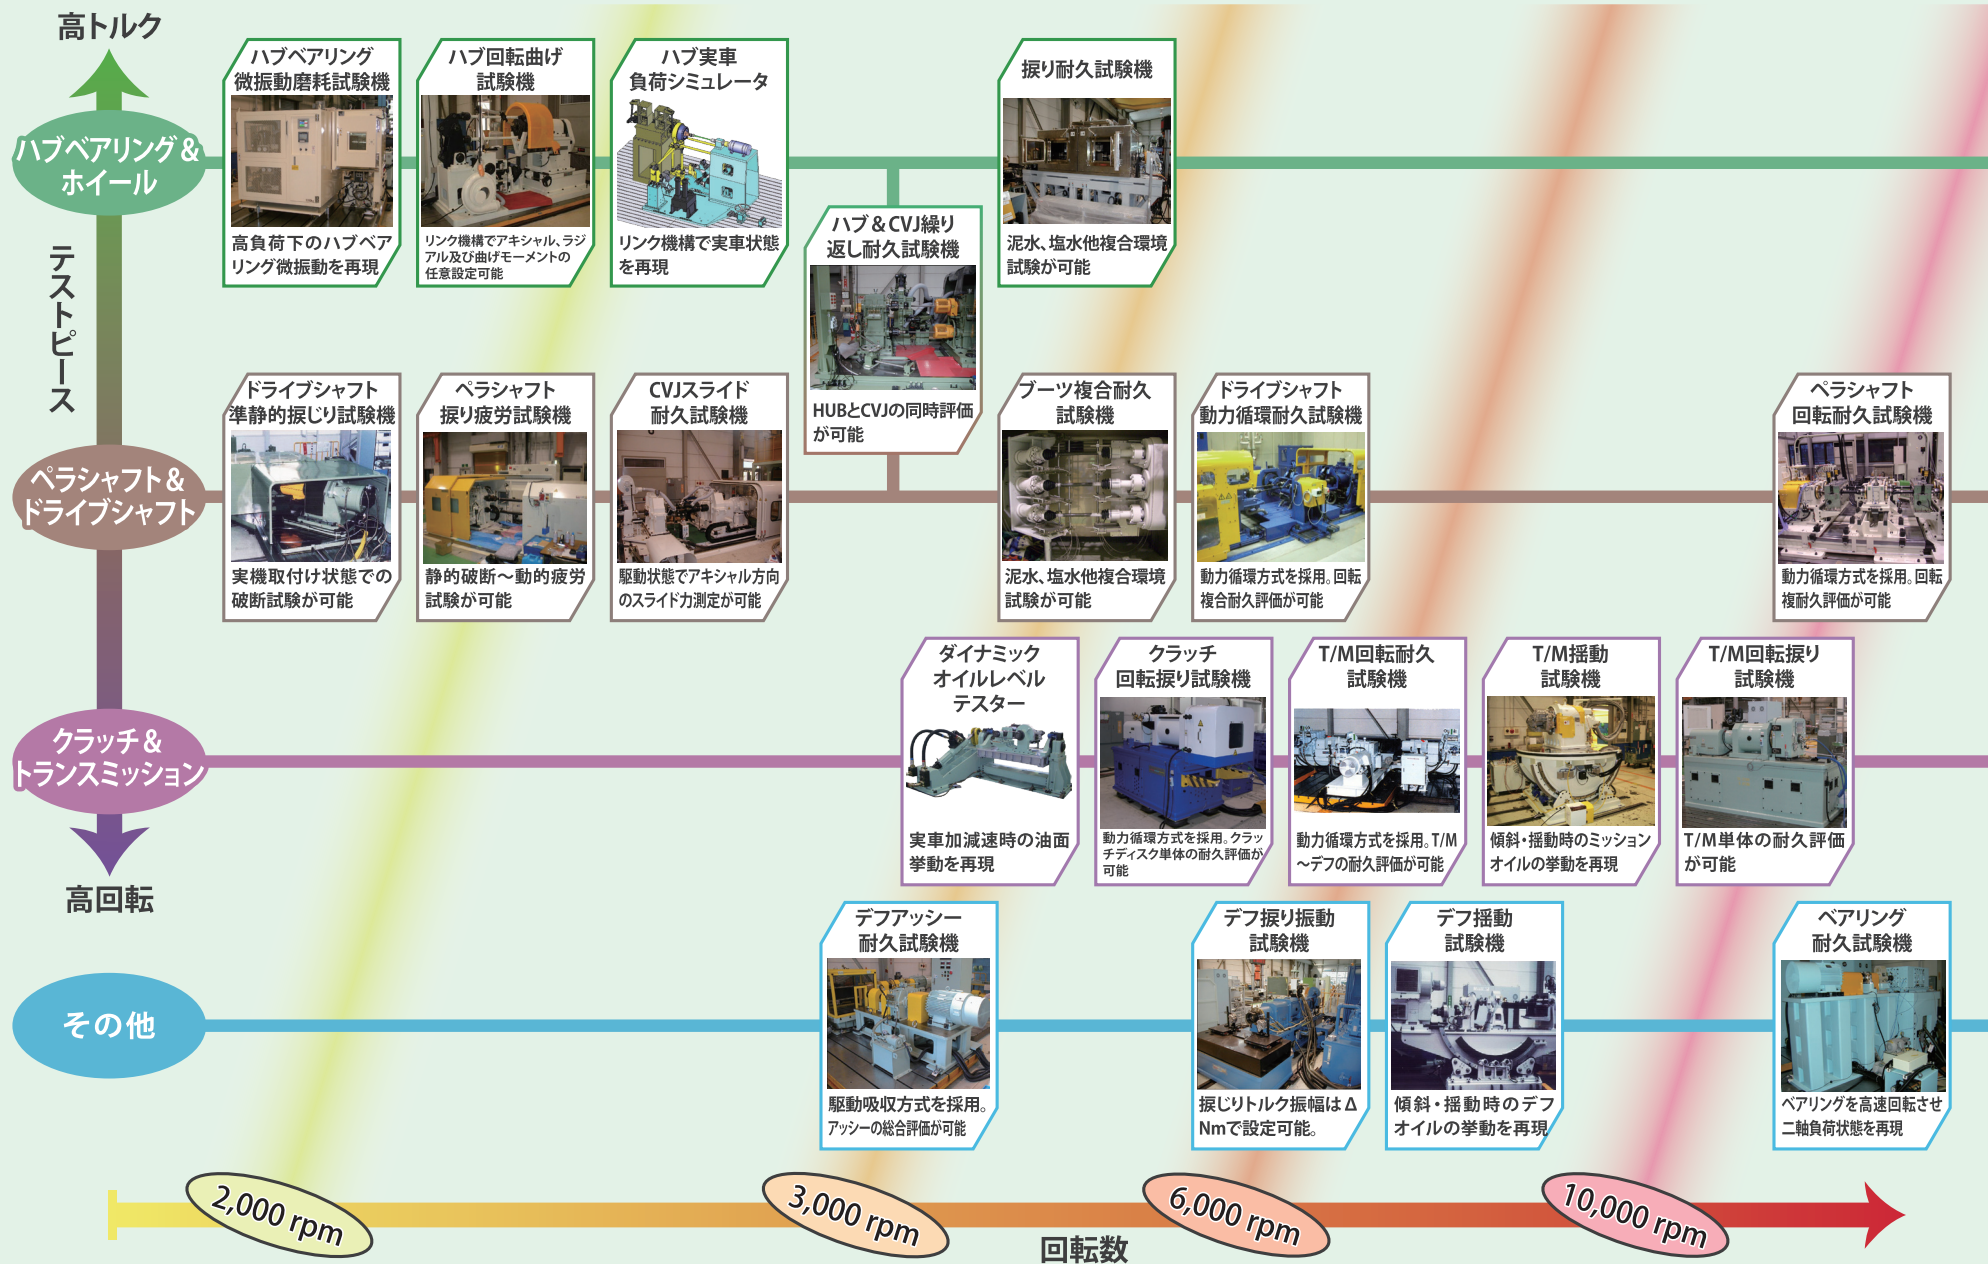 高トルク
テストピース
高回転
ハブベアリング＆
ホイール
ハブベアリング
微振動磨耗試験機
高負荷下のハブベア
リング微振動を再現
ハブ回転曲げ
試験機
リンク機構でアキシャル、ラジ
アル及び曲げモーメントの
任意設定可能
ハブ実車
負荷シミュレータ
リンク機構で実車状態
を再現
ハブ＆CVJ繰り
返し耐久試験機
HUBとCVJの同時評価
が可能
捩り耐久試験機
泥水、塩水他複合環境
試験が可能
ペラシャフト＆
ドライブシャフト
ドライブシャフト
準静的捩じり試験機
実機取付け状態での
破断試験が可能
ペラシャフト
捩り疲労試験機
静的破断～動的疲労
試験が可能
CVJスライド
耐久試験機
駆動状態でアキシャル方向
のスライド力測定が可能
ブーツ複合耐久
試験機
泥水、塩水他複合環境
試験が可能
ドライブシャフト
動力循環耐久試験機
動力循環方式を採用。回転
複合耐久評価が可能
ペラシャフト
回転耐久試験機
動力循環方式を採用。回転
複耐久評価が可能
クラッチ＆
トランスミッション
ダイナミック
オイルレベル
テスター
実車加減速時の油面
挙動を再現
クラッチ
回転捩り試験機
動力循環方式を採用。クラッ
チディスク単体の耐久評価が
可能
T/M回転耐久
試験機
動力循環方式を採用。T/M
～デフの耐久評価が可能
T/M揺動
試験機
傾斜・揺動時のミッション
オイルの挙動を再現
T/M回転捩り
試験機
T/M単体の耐久評価
が可能
その他
デフアッシー
耐久試験機
駆動吸収方式を採用。
アッシーの総合評価が可能
デフ捩り振動
試験機
捩じりトルク振幅はΔ
Nmで設定可能。
デフ揺動
試験機
傾斜・揺動時のデフ
オイルの挙動を再現
ベアリング
耐久試験機
ベアリングを高速回転させ
二軸負荷状態を再現
2,000 rpm
3,000 rpm
6,000 rpm
10,000 rpm
回転数